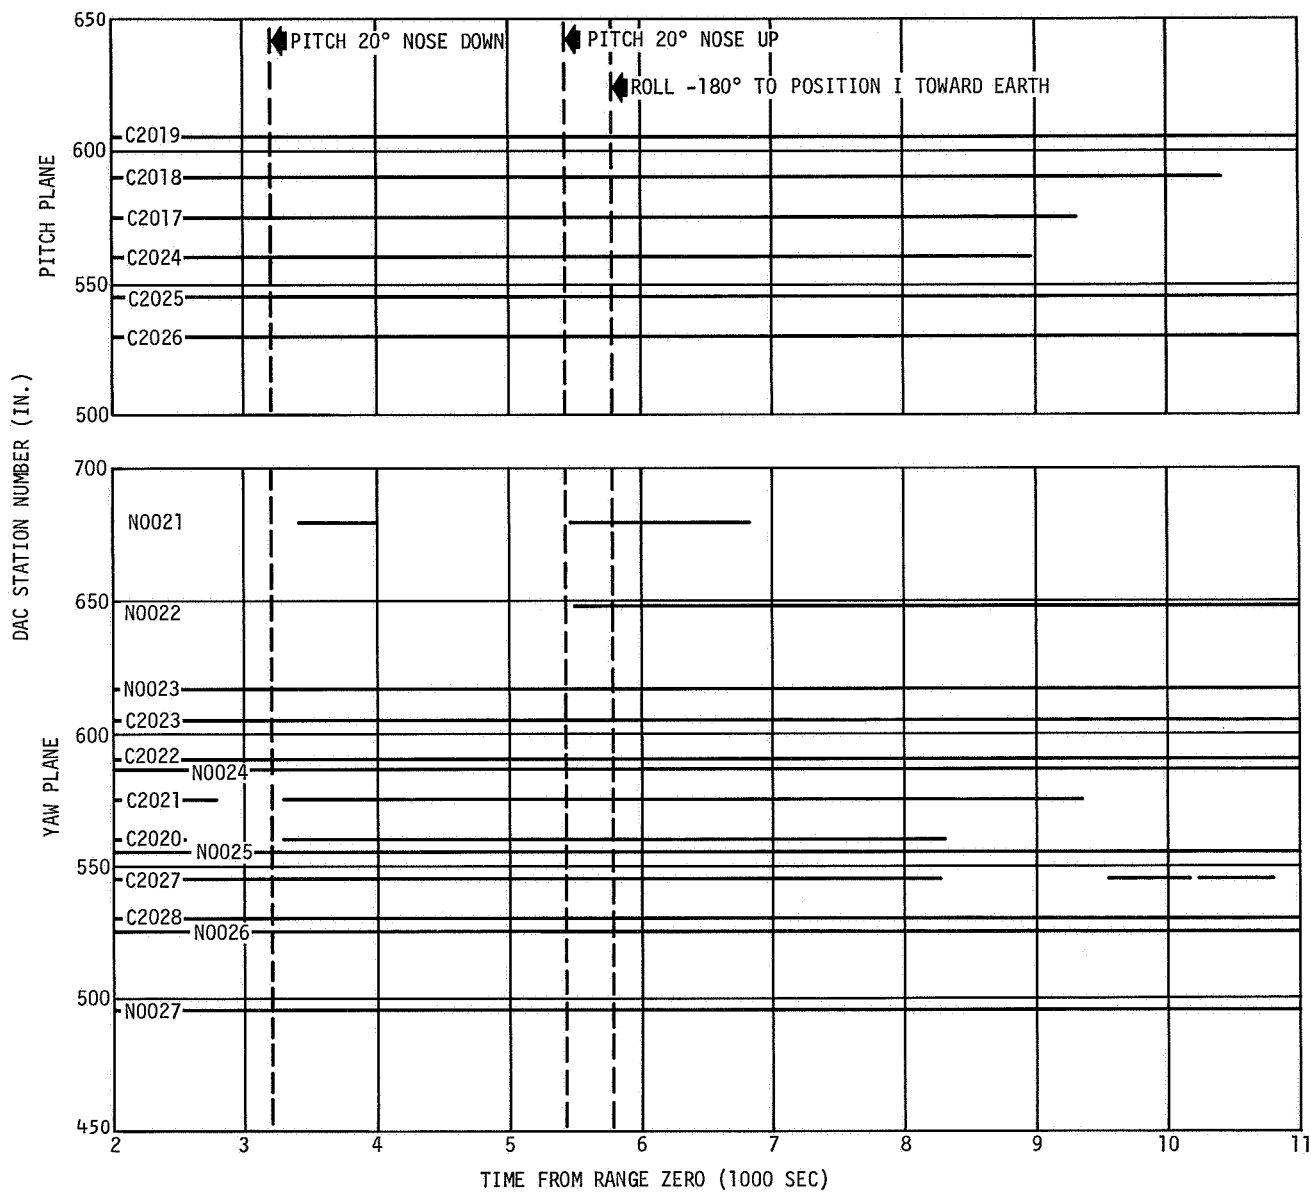 650
PITCH 20° NOSE DOWN
PITCH 20° NOSE UP
ROLL -180° TO POSITION I TOWARD EARTH
C2019
600
C2018
C2017
C2024
550
C2025
C2026
500
PITCH PLANE
DAC STATION NUMBER (IN.)
700
N0021
650
N0022
N0023
C2023
600
C2022
N0024
C2021
C2020
N0025
550
C2027
C2028
N0026
500
N0027
450
YAW PLANE
2 3 4 5 6 7 8 9 10 11
TIME FROM RANGE ZERO (1000 SEC)